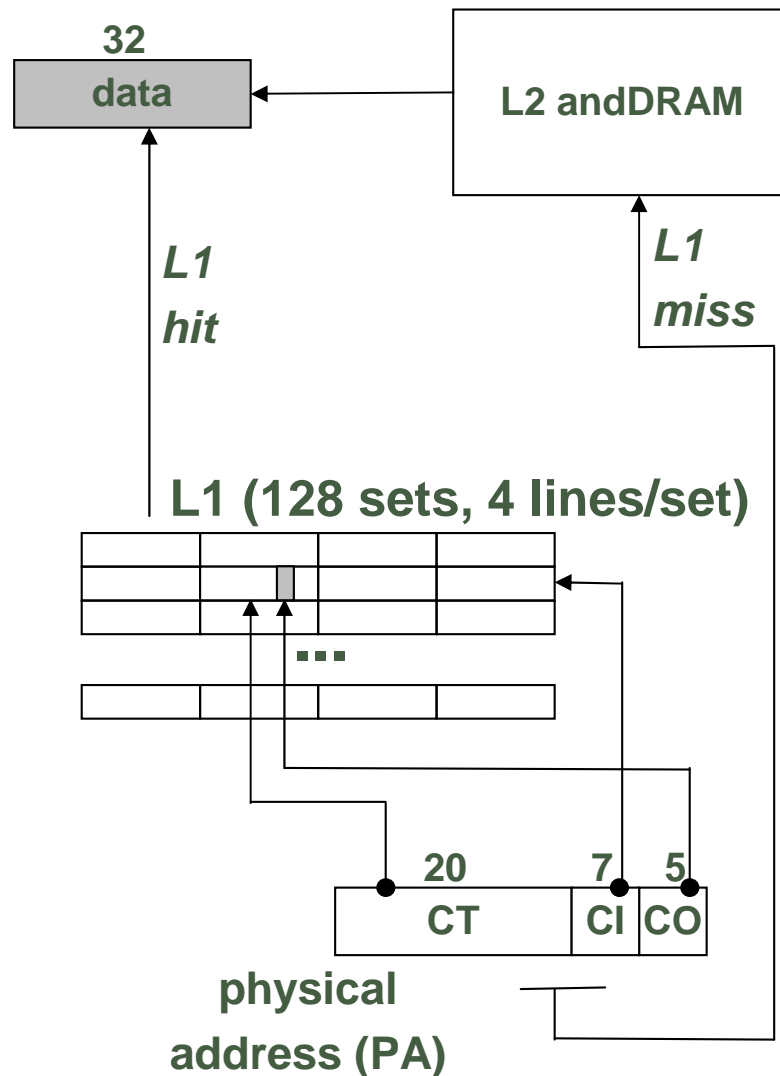 32
data
L2 andDRAM
L1
hit
L1
miss
L1 (128 sets, 4 lines/set)
...
20
7
5
CT
CI
CO
physical
address (PA)